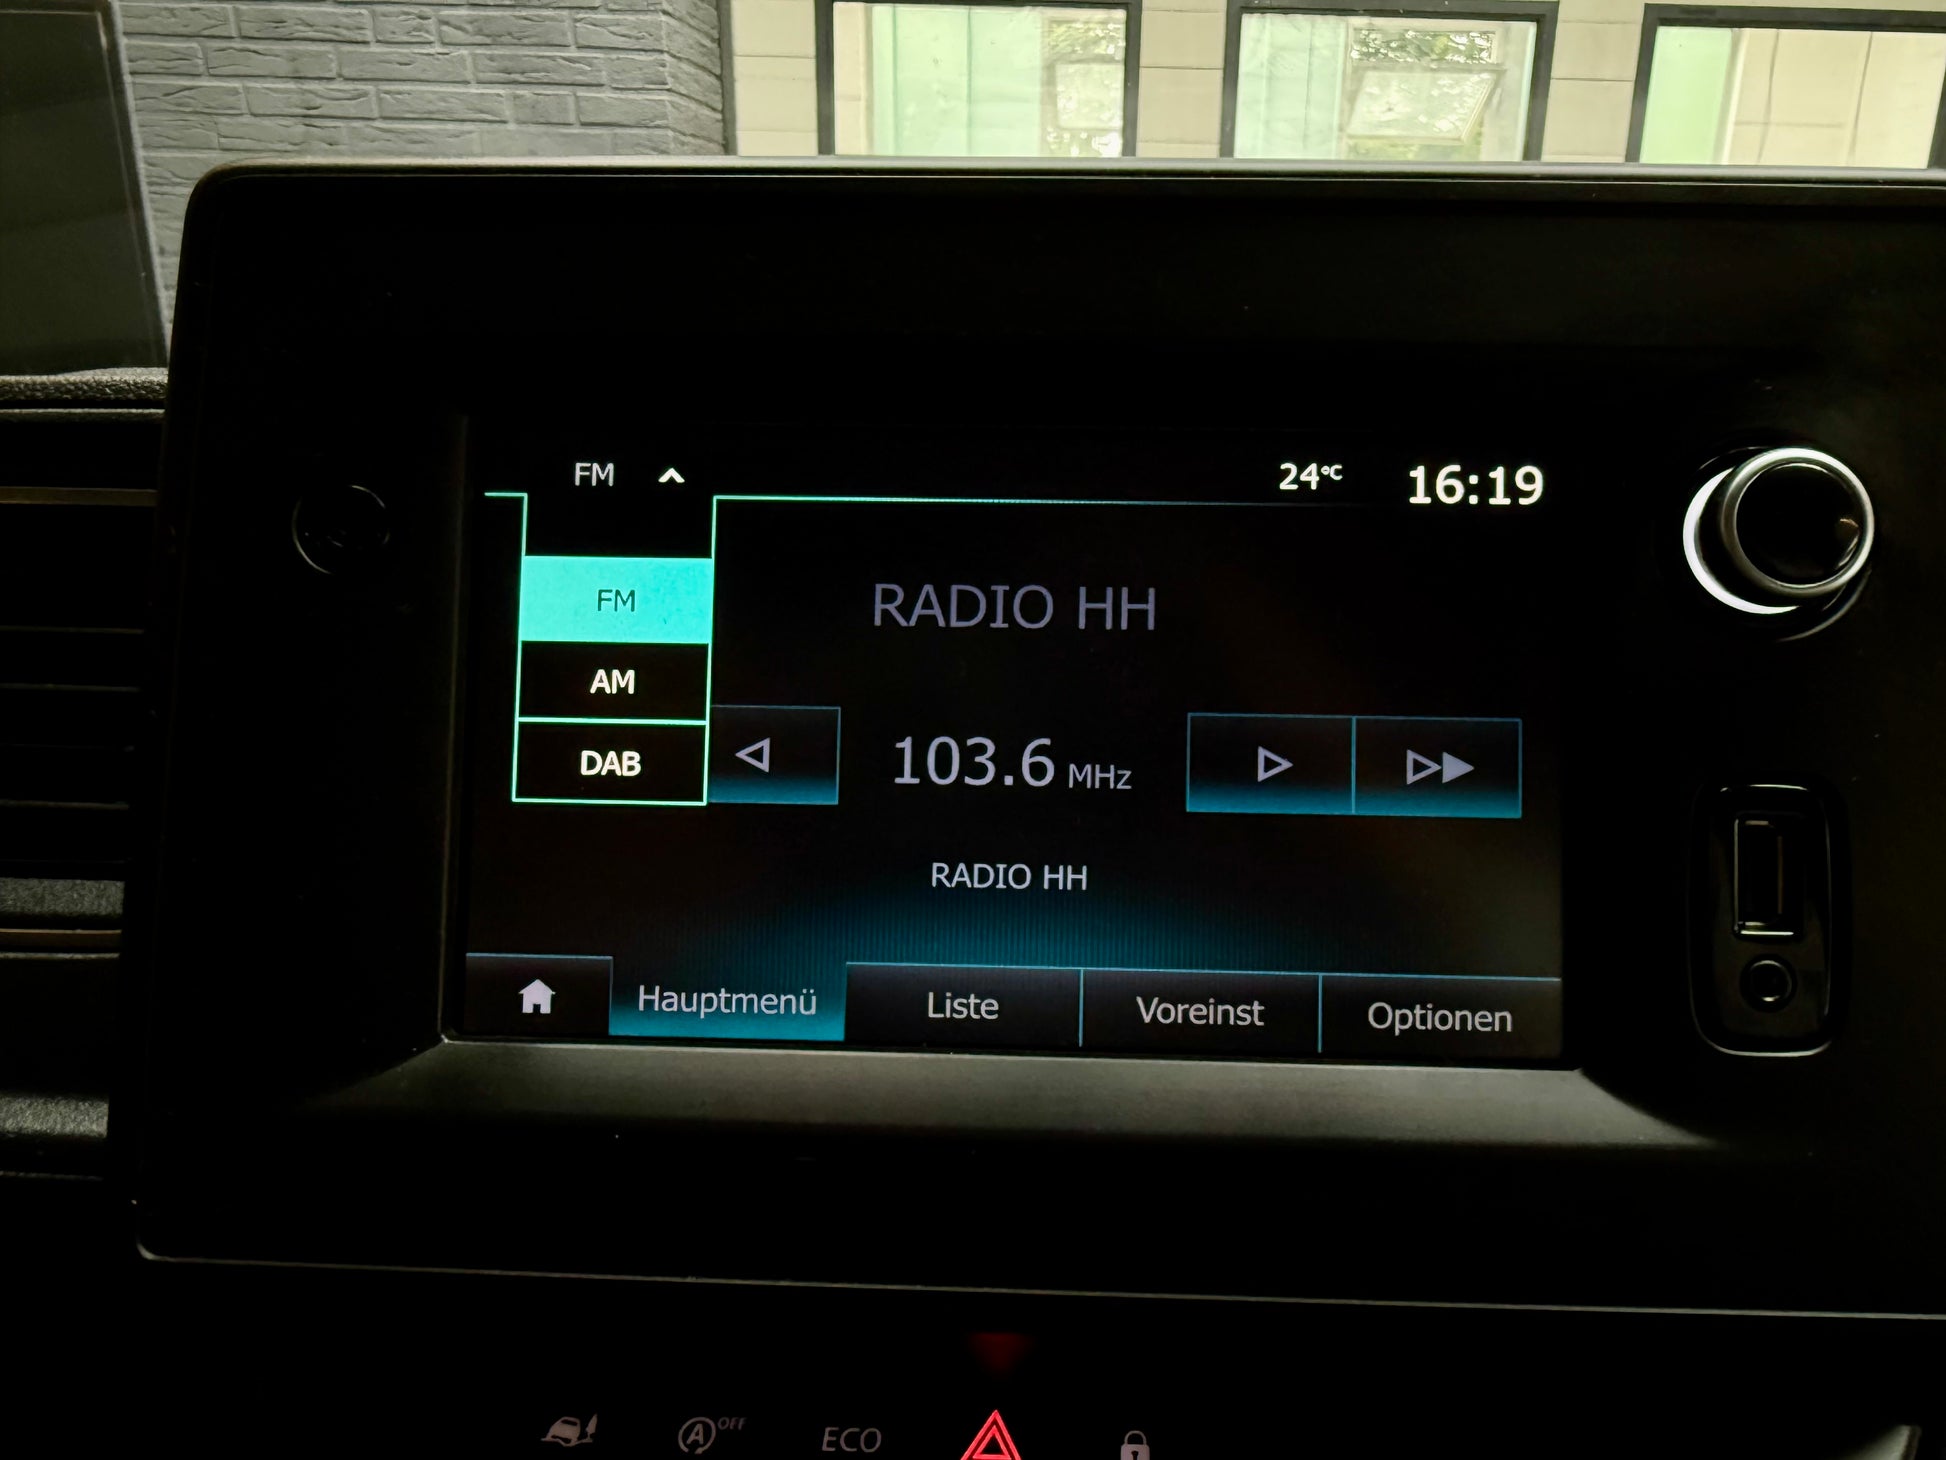 FM
24°C 16:19
FM
RADIO HH
AM
DAB
103.6 MHz
RADIO HH
Hauptmenü Liste Voreinst Optionen
A OFF
ECO